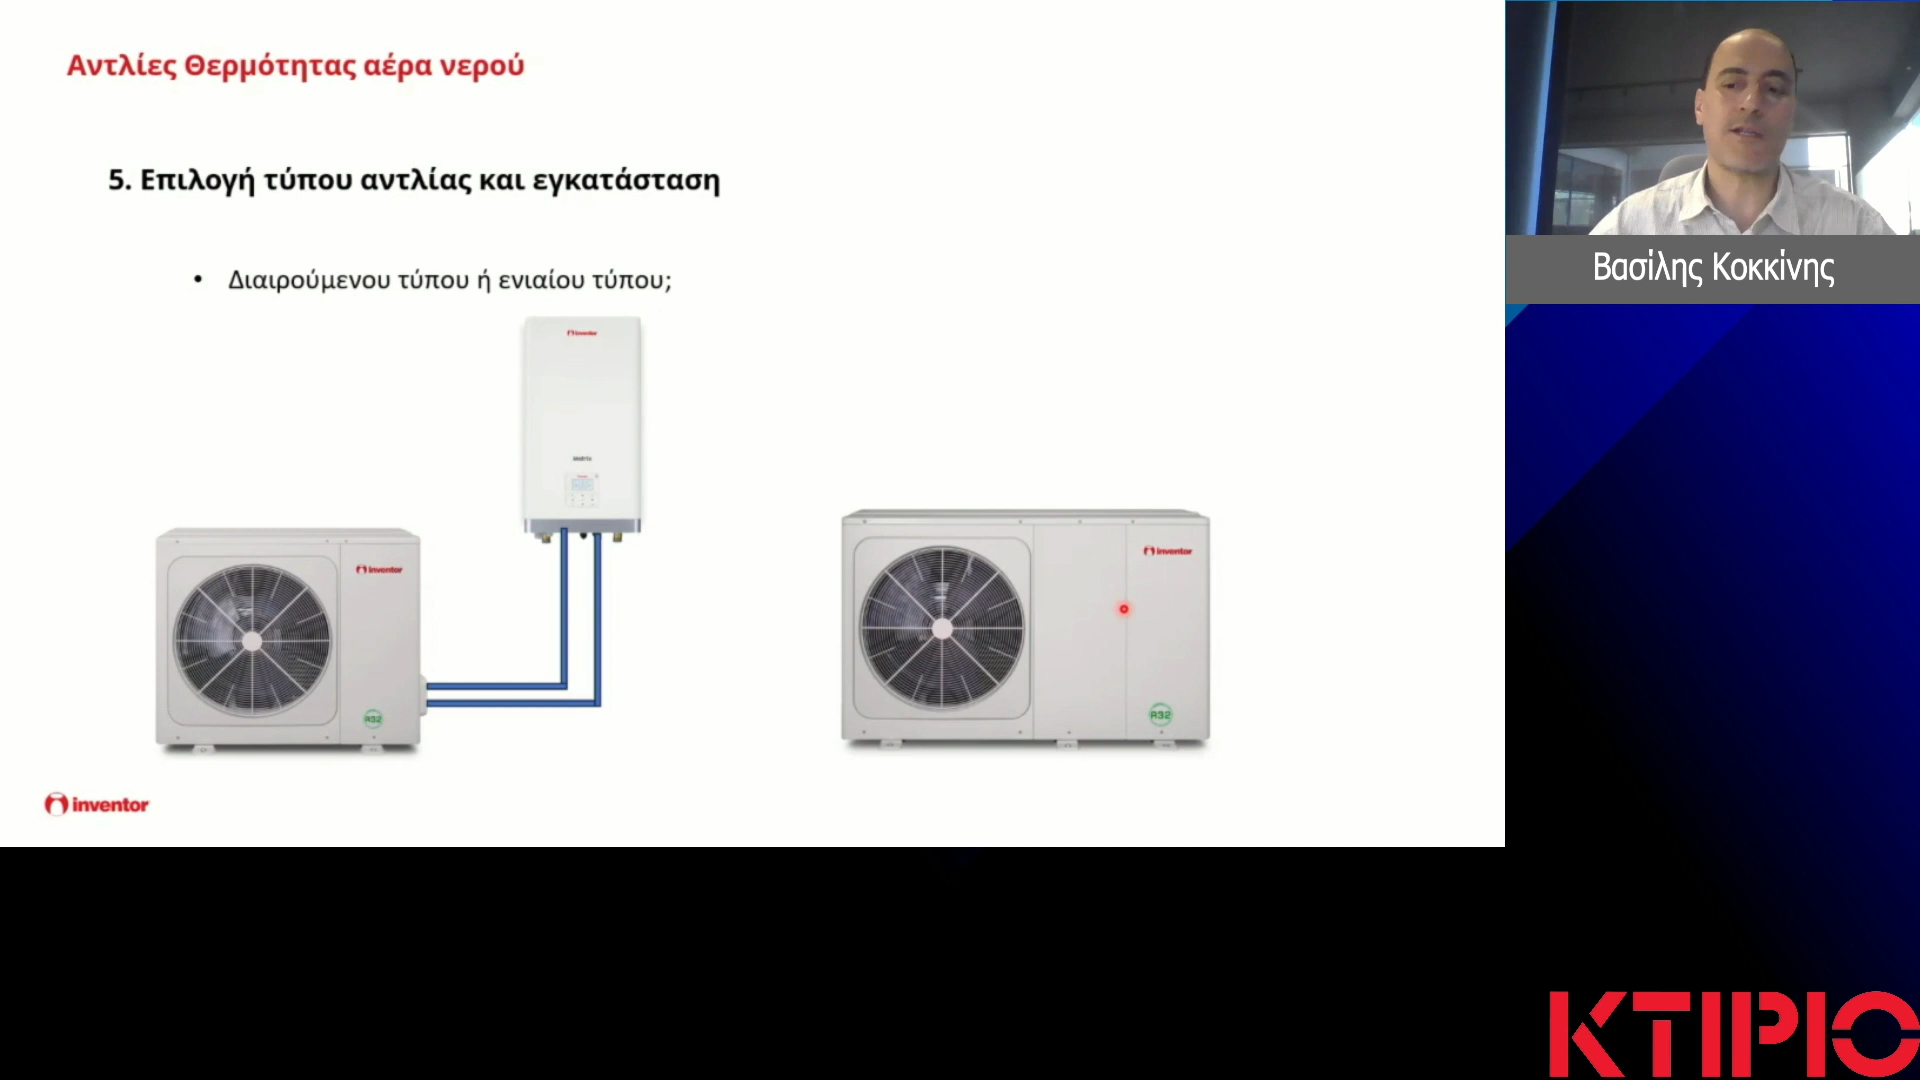 Αντλίες Θερμότητας αέρα νερού
5. Επιλογή τύπου αντλίας και εγκατάσταση
• Διαιρούμενου τύπου ή ενιαίου τύπου;
inventor
inventor
R32
inventor
R32
inventor
Βασίλης Κοκκίνης
ΚΤΙΡΙΟ